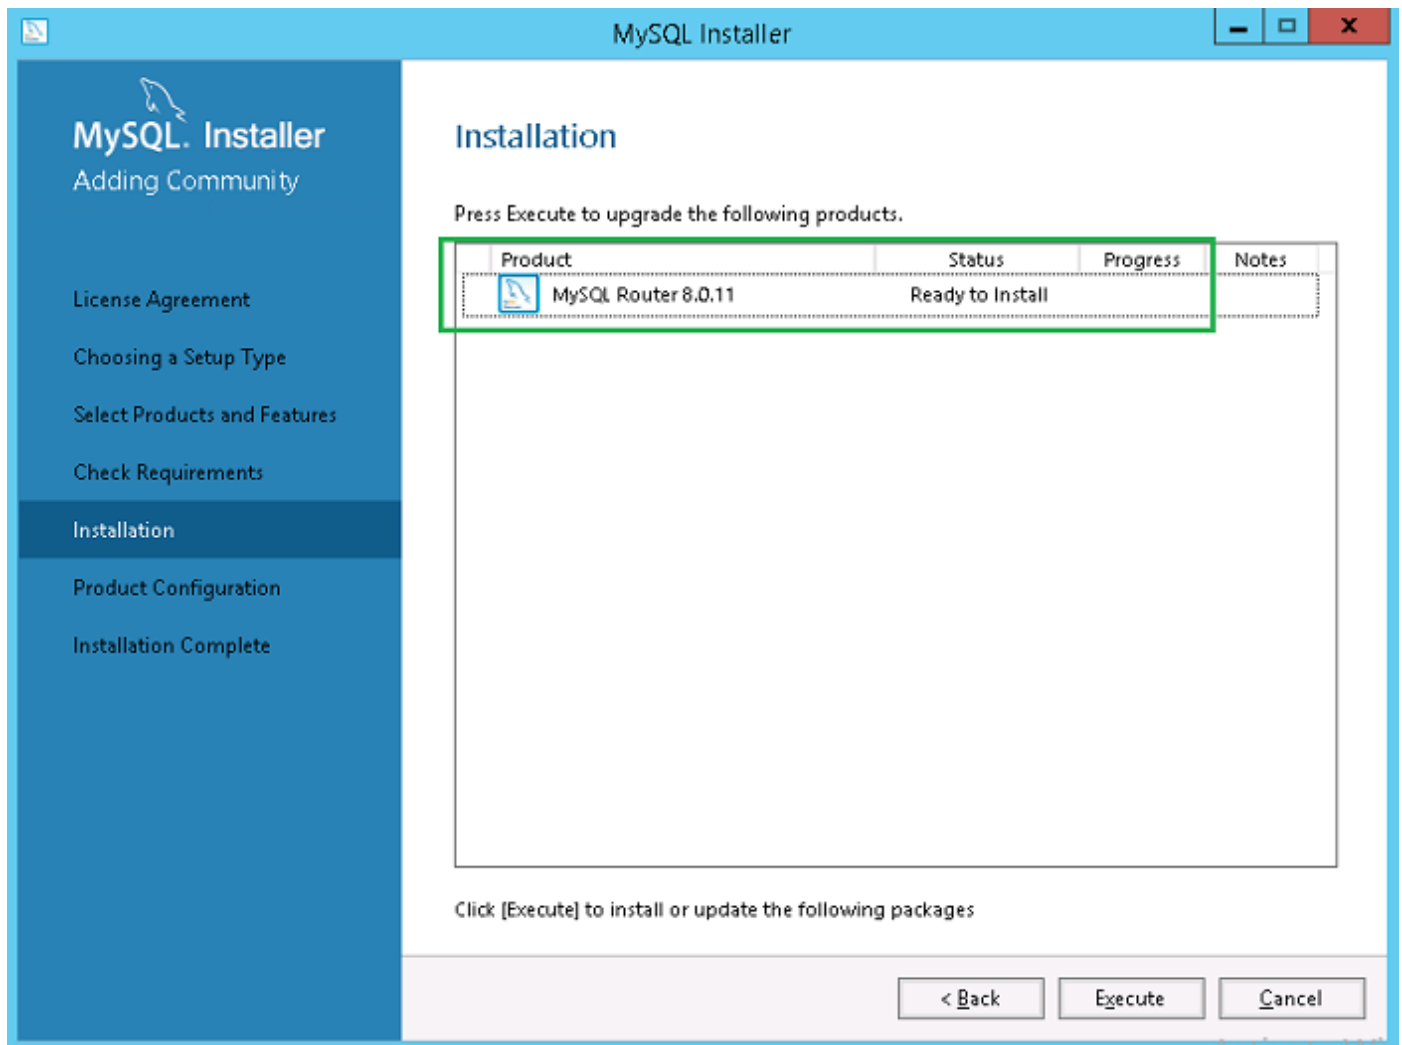 MySQL Installer
MySQL. Installer
Adding Community
License Agreement
Choosing a Setup Type
Select Products and Features
Check Requirements
Installation
Product Configuration
Installation Complete
Installation
Press Execute to upgrade the following products.
Product Status Progress Notes
MySQL Router 8.0.11 Ready to Install
Click [Execute] to install or update the following packages
< Back Execute Cancel